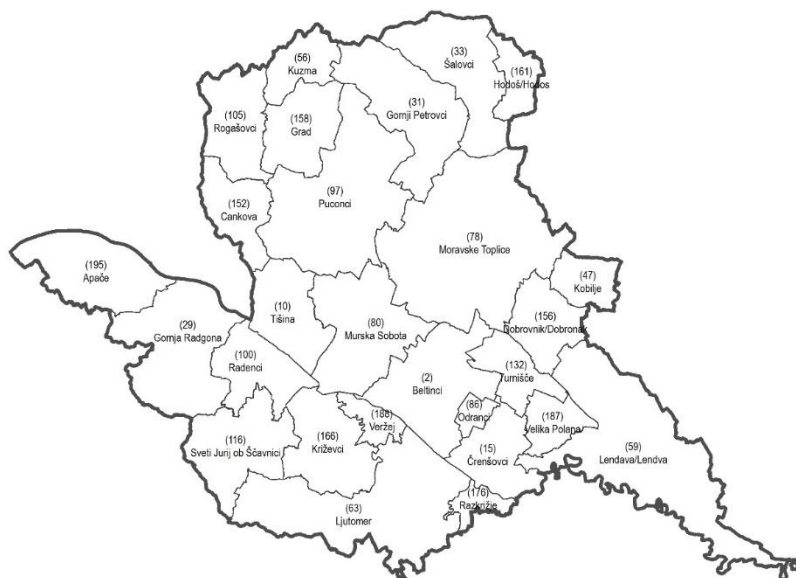 (56)
Kuzma
(33)
Šalovci
(161)
Hodoš/Hodos
(31)
Gornji Petrovci
(105)
Rogašovci
(158)
Grad
(97)
Puconci
(152)
Cankova
(78)
Moravske Toplice
(195)
Apače
(47)
Kobilje
(10)
Tišina
(156)
Dobrovnik/Dobronak
(29)
Gornja Radgona
(80)
Murska Sobota
(100)
Radenci
(132)
Turnišče
(2)
Beltinci
(86)
Odranci
(187)
Velika Polana
(188)
Veržej
(116)
Sveti Jurij ob Ščavnici
(166)
Križevci
(15)
Črenšovci
(59)
Lendava/Lendva
(176)
Razkrižje
(63)
Ljutomer